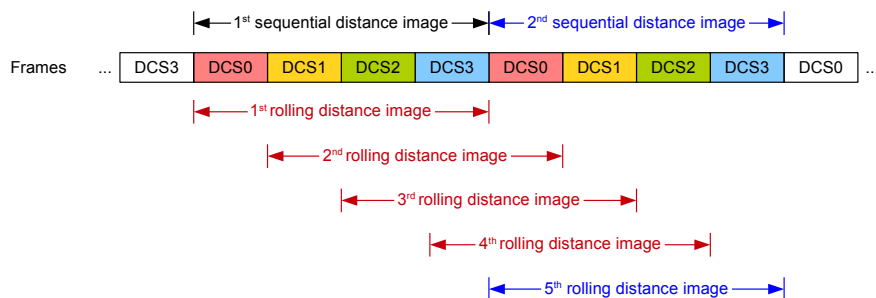 1st sequential distance image 2nd sequential distance image
Frames ... DCS3 DCS0 DCS1 DCS2 DCS3 DCS0 DCS1 DCS2 DCS3 DCS0 ..
1st rolling distance image
2nd rolling distance image
3rd rolling distance image
4th rolling distance image
5th rolling distance image